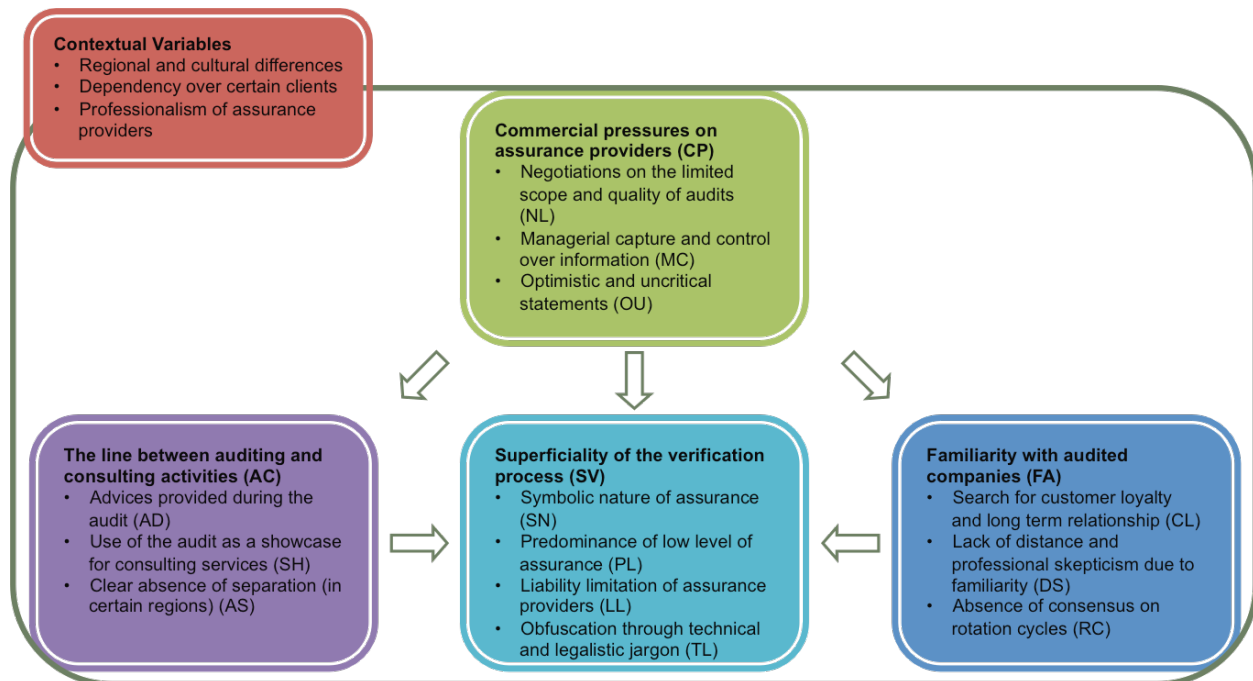 Contextual Variables
• Regional and cultural differences
• Dependency over certain clients
• Professionalism of assurance
providers
Commercial pressures on
assurance providers (CP)
• Negotiations on the limited
scope and quality of audits
(NL)
• Managerial capture and control
over information (MC)
• Optimistic and uncritical
statements (OU)
The line between auditing and
consulting activities (AC)
• Advices provided during the
audit (AD)
• Use of the audit as a showcase
for consulting services (SH)
• Clear absence of separation (in
certain regions) (AS)
Superficiality of the verification
process (SV)
• Symbolic nature of assurance
(SN)
• Predominance of low level of
assurance (PL)
• Liability limitation of assurance
providers (LL)
• Obfuscation through technical
and legalistic jargon (TL)
Familiarity with audited
companies (FA)
• Search for customer loyalty
and long term relationship (CL)
• Lack of distance and
professional skepticism due to
familiarity (DS)
• Absence of consensus on
rotation cycles (RC)